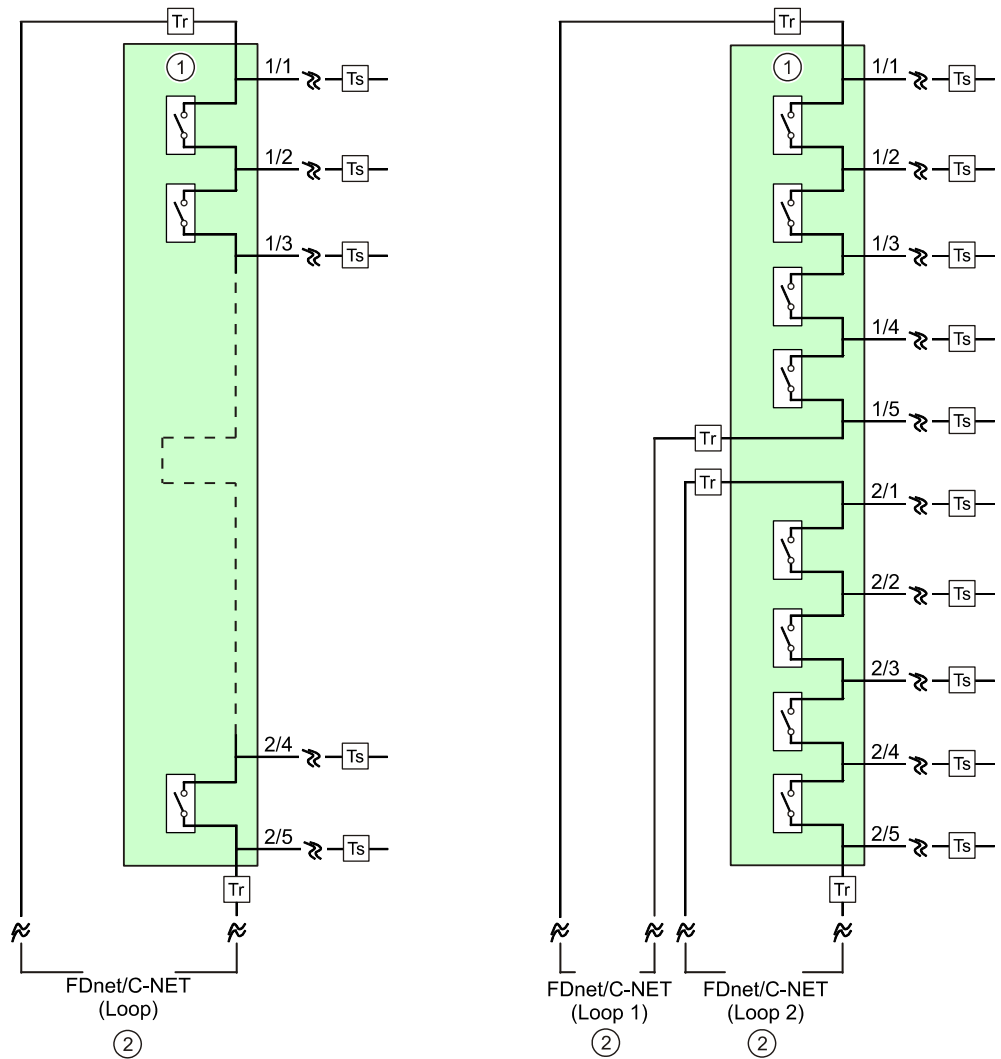 Tr
1
1/1
Ts
1/2
Ts
1/3
Ts
2/4
Ts
2/5
Ts
Tr
FDnet/C-NET
(Loop)
2
Tr
1
1/1
Ts
1/2
Ts
1/3
Ts
1/4
Ts
1/5
Ts
Tr
Tr
2/1
Ts
2/2
Ts
2/3
Ts
2/4
Ts
2/5
Ts
Tr
FDnet/C-NET
(Loop 1)
2
FDnet/C-NET
(Loop 2)
2